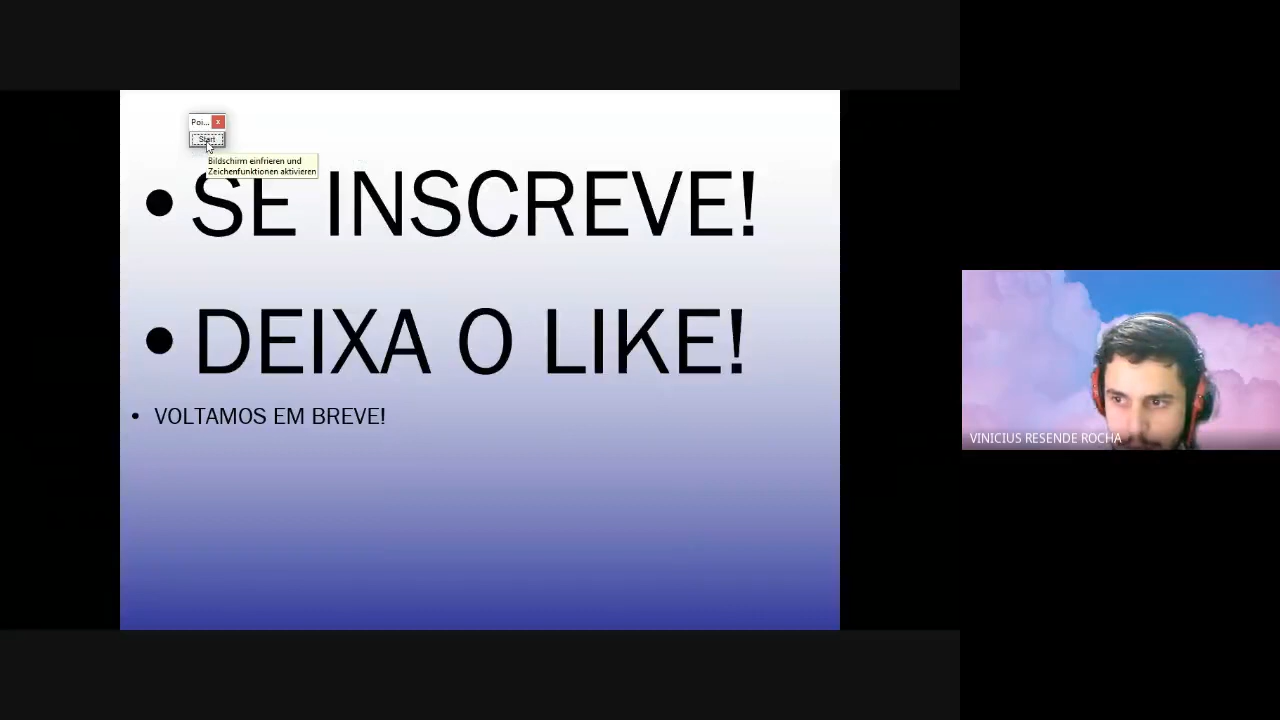 Poi...
x
Start
Bildschirm einfrieren und
Zeichenfunktionen aktivieren
• SE INSCREVE!
• DEIXA O LIKE!
• VOLTAMOS EM BREVE!
VINICIUS RESENDE ROCHA